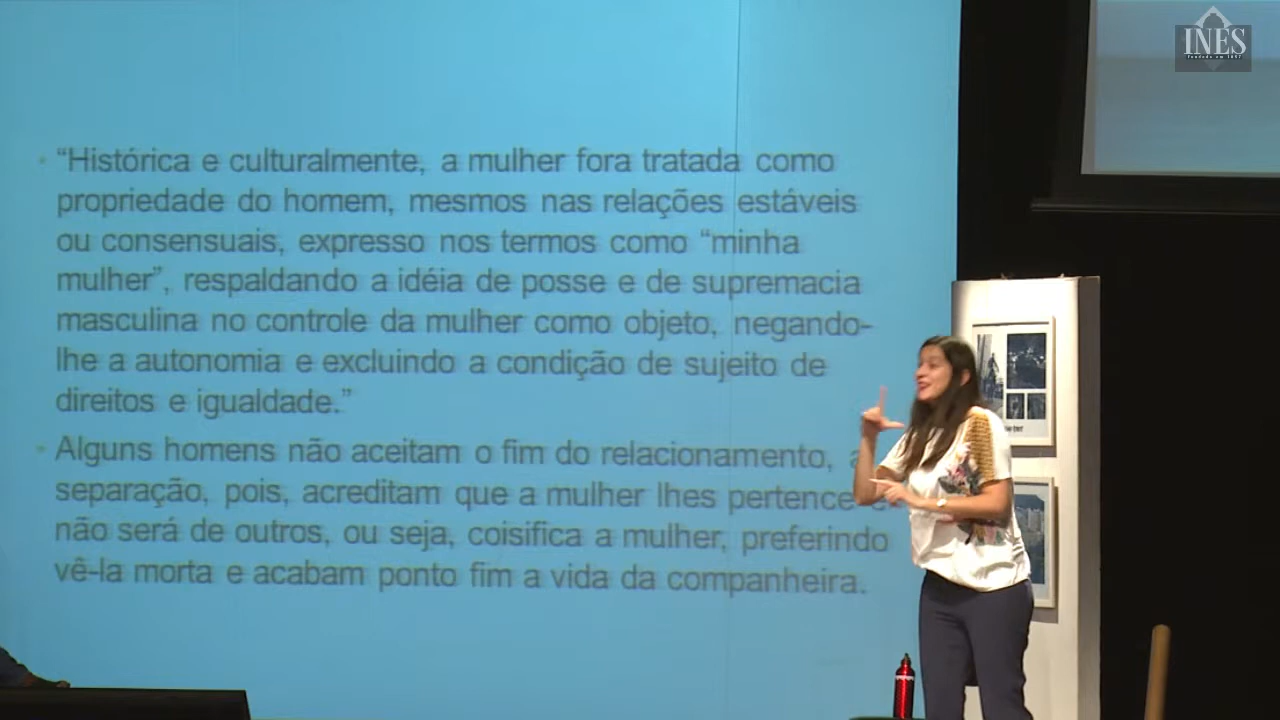 INES
fundado em 1857
“Histórica e culturalmente, a mulher fora tratada como
propriedade do homem, mesmos nas relações estáveis
ou consensuais, expresso nos termos como “minha
mulher”, respaldando a idéia de posse e de supremacia
masculina no controle da mulher como objeto, negando-
lhe a autonomia e excluindo a condição de sujeito de
direitos e igualdade.”
Alguns homens não aceitam o fim do relacionamento, a
separação, pois, acreditam que a mulher lhes pertence e
não será de outros, ou seja, coisifica a mulher, preferindo
vê-la morta e acabam ponto fim a vida da companheira.